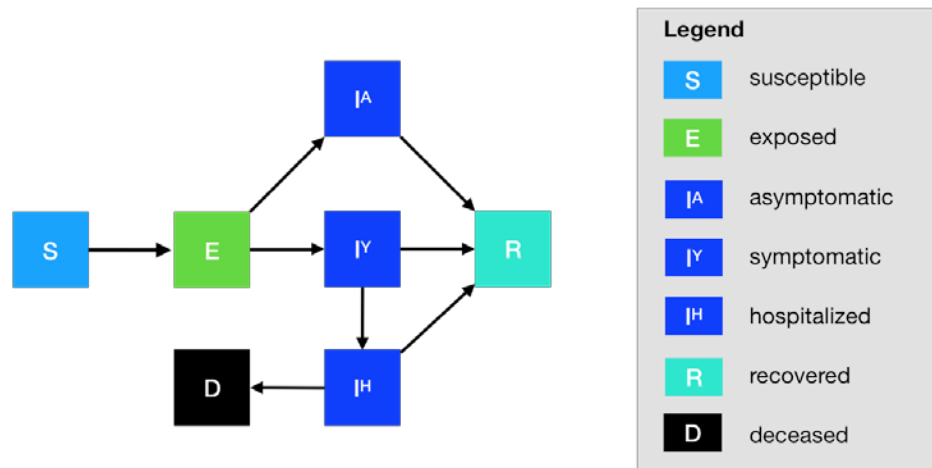 I^A
S
E
I^Y
R
D
I^H
Legend
S susceptible
E exposed
I^A asymptomatic
I^Y symptomatic
I^H hospitalized
R recovered
D deceased